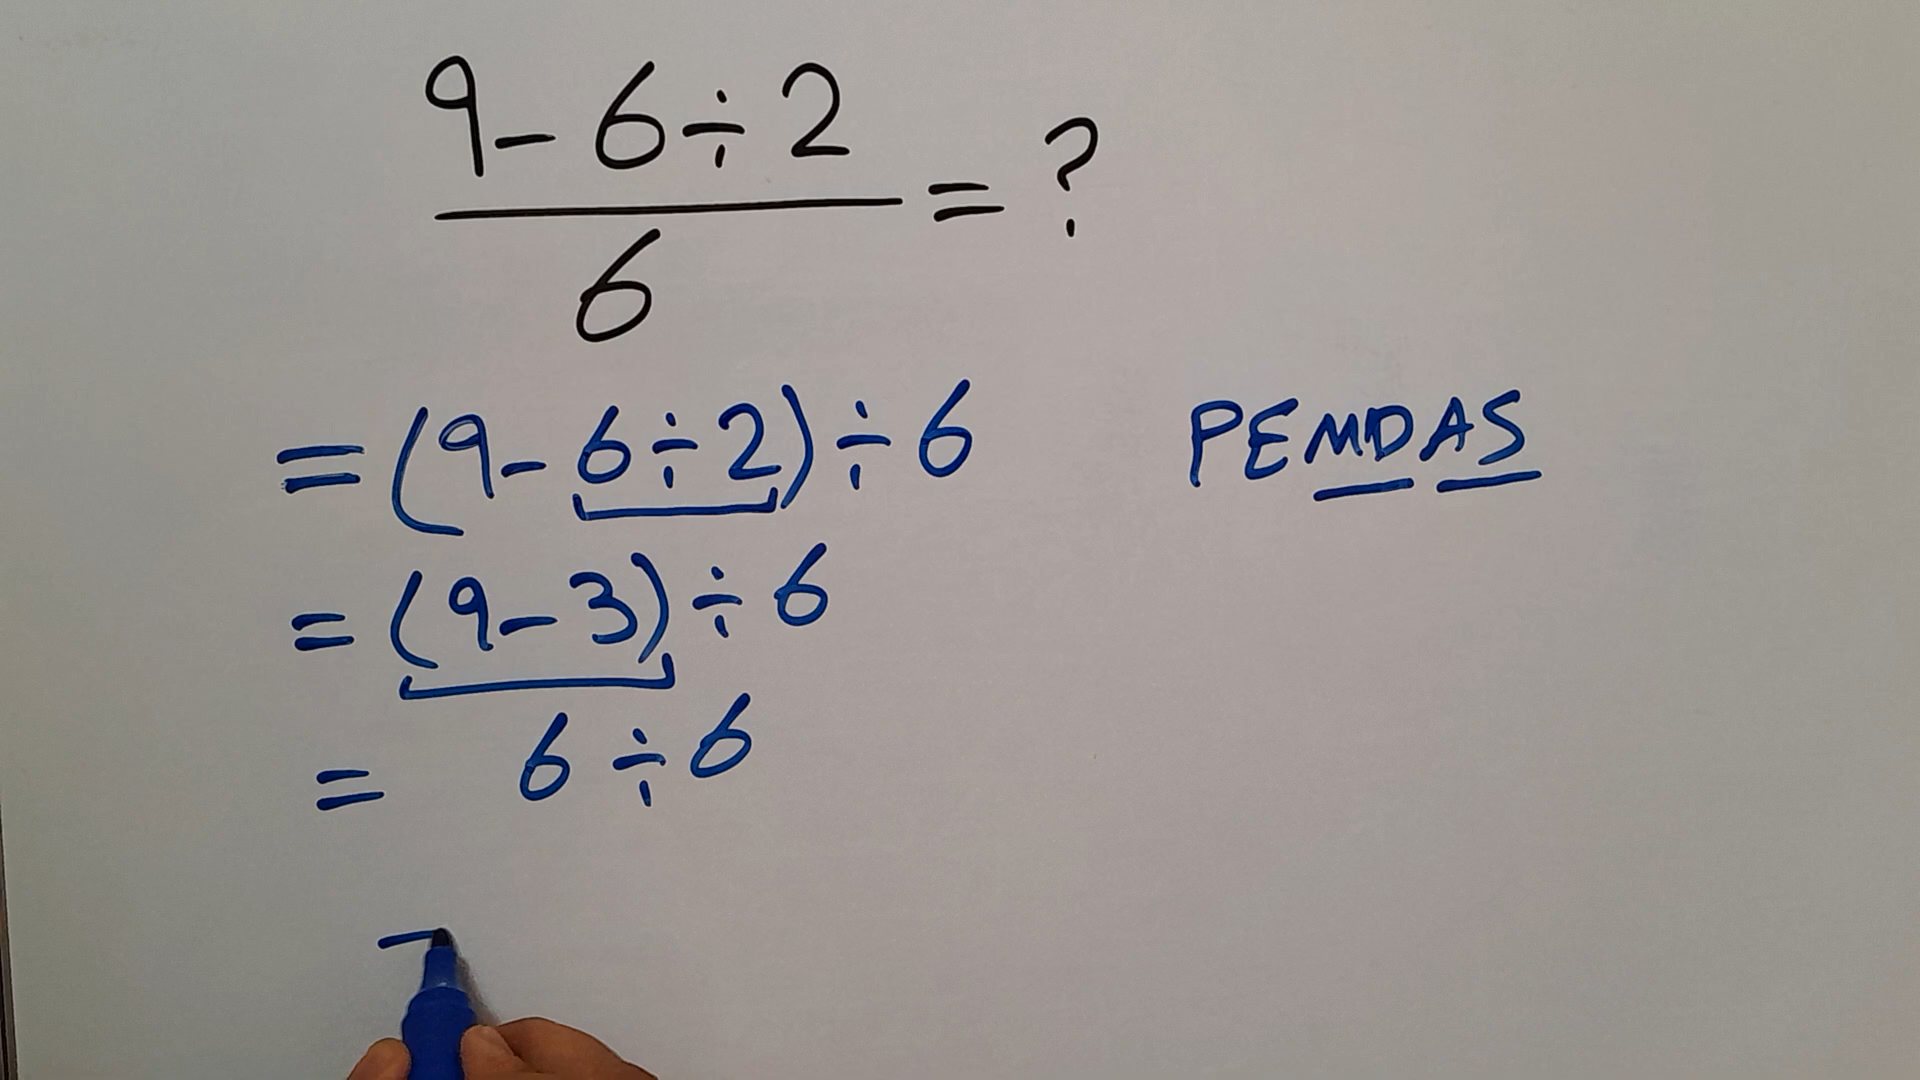 9 - 6 ÷ 2
6
= ?
= (9 - 6 ÷ 2) ÷ 6
PEMDAS
= (9 - 3) ÷ 6
= 6 ÷ 6